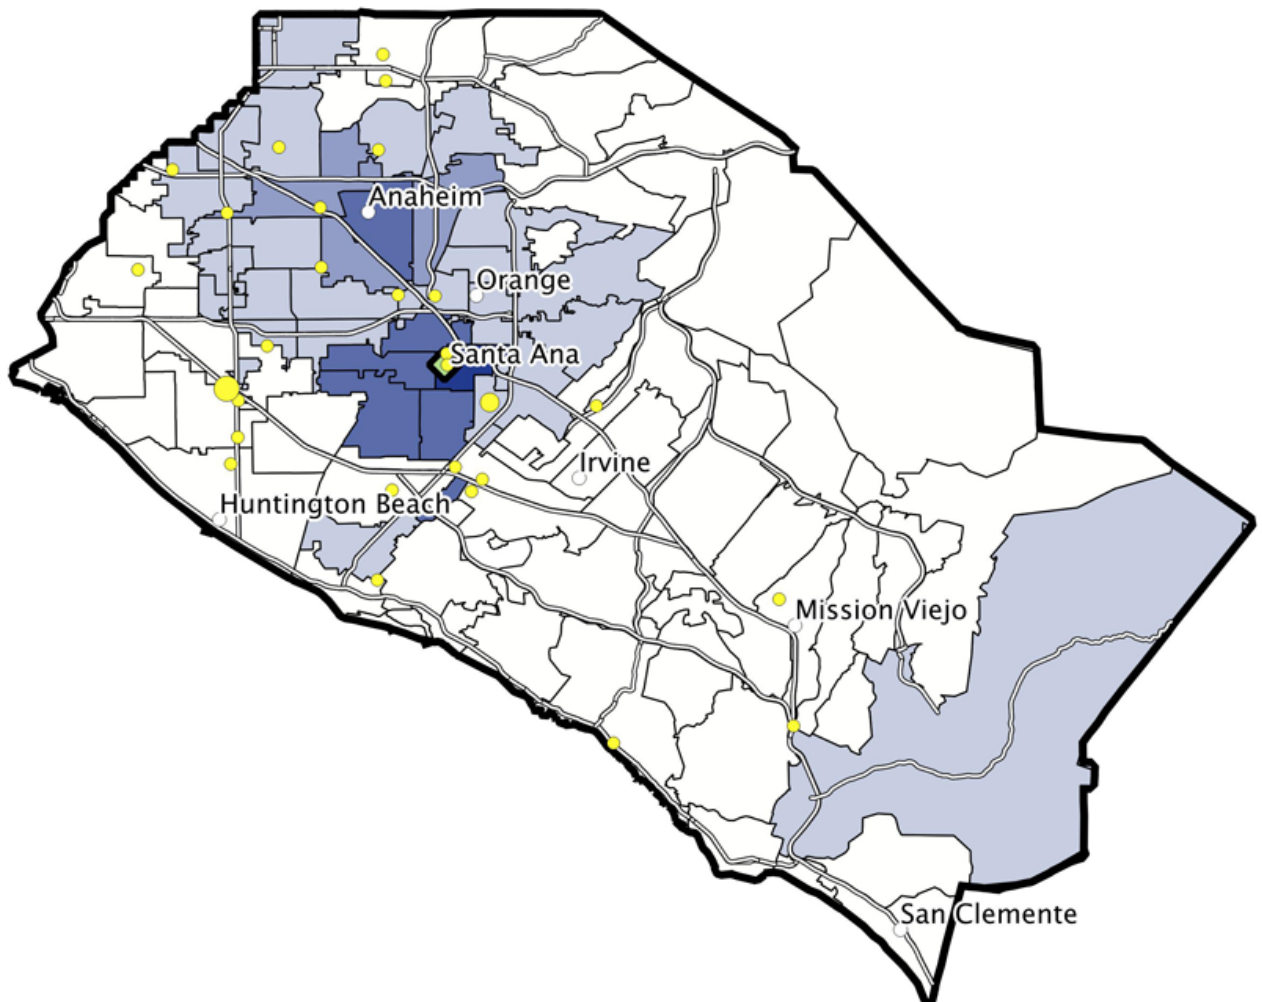 Anaheim
Orange
Santa Ana
Irvine
Huntington Beach
Mission Viejo
San Clemente